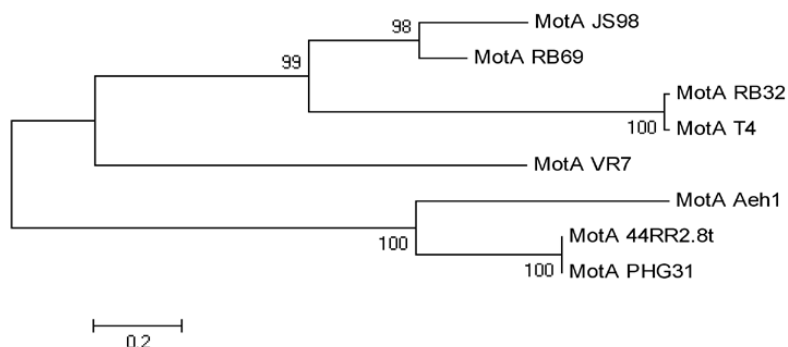 MotA JS98
98
MotA RB69
99
MotA RB32
100
MotA T4
MotA VR7
MotA Aeh1
100
MotA 44RR2.8t
100
MotA PHG31
0.2